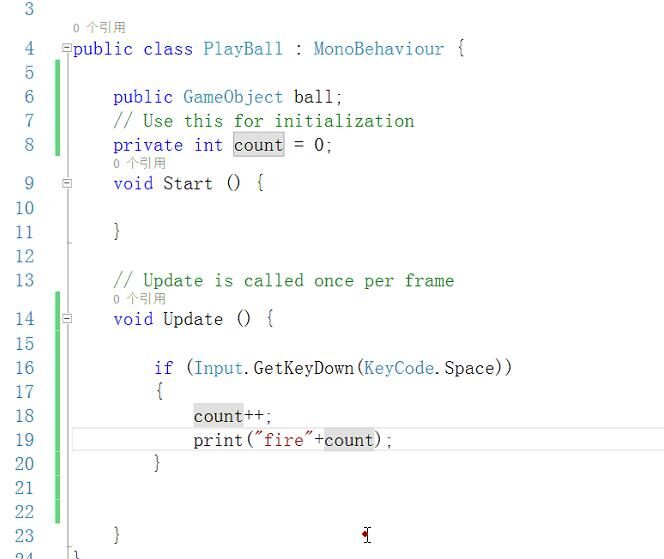 3
0 个引用
4 public class PlayBall : MonoBehaviour {
5
6 public GameObject ball;
7 // Use this for initialization
8 private int count = 0;
0 个引用
9 void Start () {
10
11 }
12
13 // Update is called once per frame
0 个引用
14 void Update () {
15
16 if (Input.GetKeyDown(KeyCode.Space))
17 {
18 count++;
19 print("fire"+count);
20 }
21
22
23 }
24 }